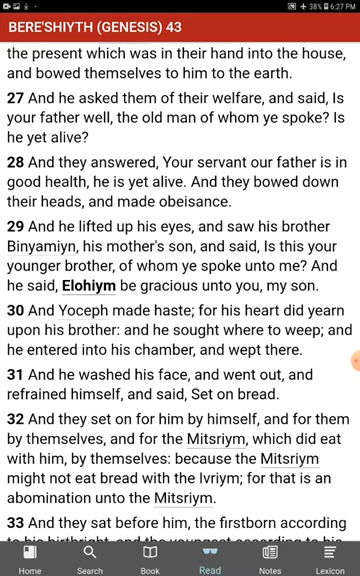 38% 6:27 PM
BERE'SHIYTH (GENESIS) 43
the present which was in their hand into the house,
and bowed themselves to him to the earth.
27 And he asked them of their welfare, and said, Is
your father well, the old man of whom ye spoke? Is
he yet alive?
28 And they answered, Your servant our father is in
good health, he is yet alive. And they bowed down
their heads, and made obeisance.
29 And he lifted up his eyes, and saw his brother
Binyamiyn, his mother's son, and said, Is this your
younger brother, of whom ye spoke unto me? And
he said, Elohiym be gracious unto you, my son.
30 And Yoceph made haste; for his heart did yearn
upon his brother: and he sought where to weep; and
he entered into his chamber, and wept there.
31 And he washed his face, and went out, and
refrained himself, and said, Set on bread.
32 And they set on for him by himself, and for them
by themselves, and for the Mitsriym, which did eat
with him, by themselves: because the Mitsriym
might not eat bread with the Ivriym; for that is an
abomination unto the Mitsriym.
33 And they sat before him, the firstborn according
to his birthright, and the youngest according to his
Home Search Book Read Notes Lexicon